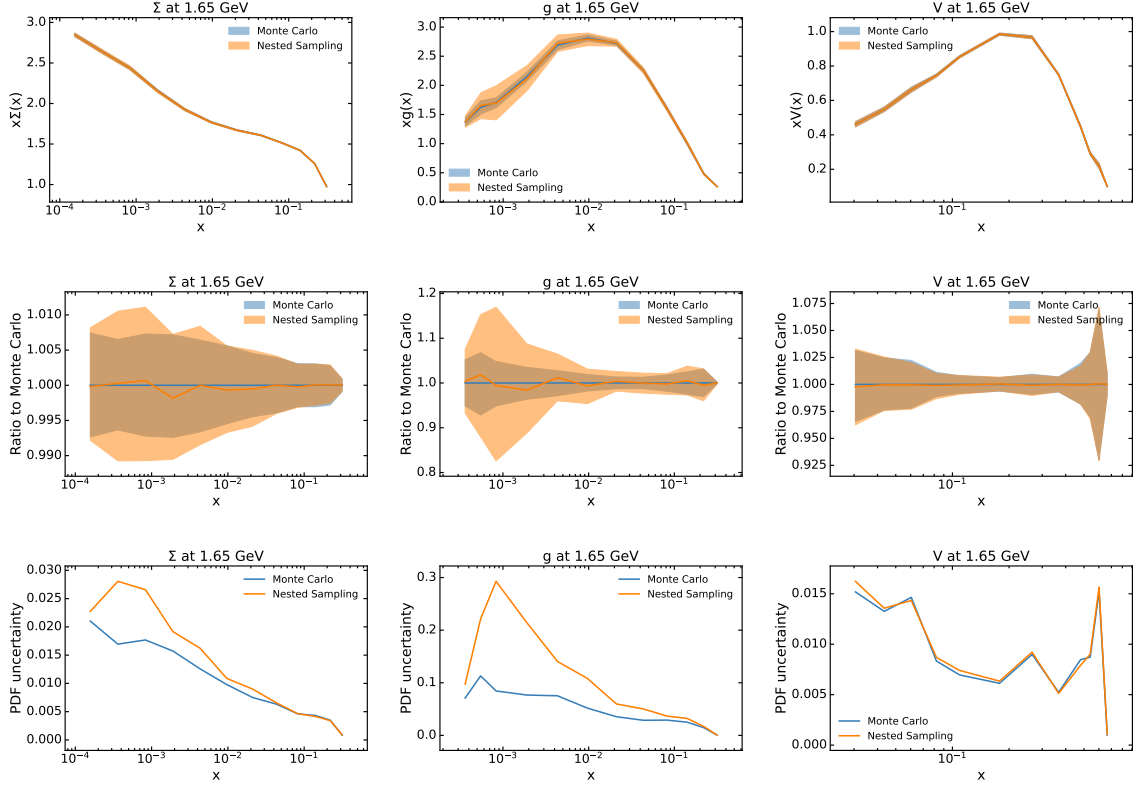 Σ at 1.65 GeV
3.0
2.5
2.0
1.5
1.0
xΣ(x)
Monte Carlo
Nested Sampling
10⁻⁴
10⁻³
10⁻²
10⁻¹
x
g at 1.65 GeV
3.5
3.0
2.5
2.0
1.5
1.0
0.5
0.0
xg(x)
Monte Carlo
Nested Sampling
10⁻³
10⁻²
10⁻¹
x
V at 1.65 GeV
1.0
0.8
0.6
0.4
0.2
xV(x)
Monte Carlo
Nested Sampling
10⁻¹
x
Σ at 1.65 GeV
1.010
1.005
1.000
0.995
0.990
Ratio to Monte Carlo
Monte Carlo
Nested Sampling
10⁻⁴
10⁻³
10⁻²
10⁻¹
x
g at 1.65 GeV
1.2
1.1
1.0
0.9
0.8
Ratio to Monte Carlo
Monte Carlo
Nested Sampling
10⁻³
10⁻²
10⁻¹
x
V at 1.65 GeV
1.075
1.050
1.025
1.000
0.975
0.950
0.925
Ratio to Monte Carlo
Monte Carlo
Nested Sampling
10⁻¹
x
Σ at 1.65 GeV
0.030
0.025
0.020
0.015
0.010
0.005
0.000
PDF uncertainty
Monte Carlo
Nested Sampling
10⁻⁴
10⁻³
10⁻²
10⁻¹
x
g at 1.65 GeV
0.3
0.2
0.1
0.0
PDF uncertainty
Monte Carlo
Nested Sampling
10⁻³
10⁻²
10⁻¹
x
V at 1.65 GeV
0.015
0.010
0.005
0.000
PDF uncertainty
Monte Carlo
Nested Sampling
10⁻¹
x